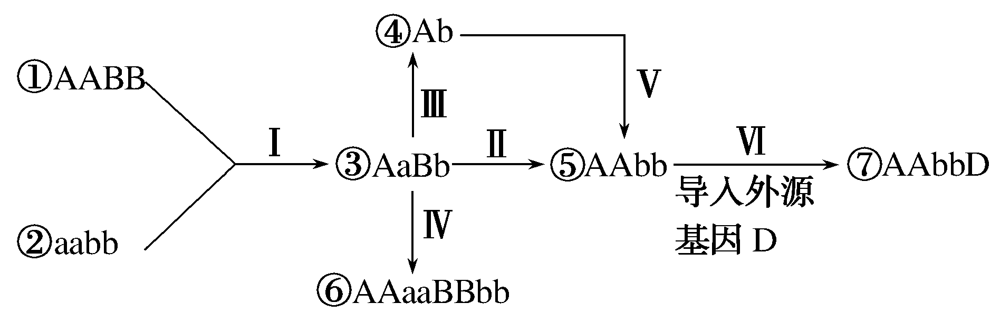 ④Ab
①AABB
Ⅲ
Ⅴ
Ⅰ
③AaBb
Ⅱ
⑤AAbb
Ⅵ
导入外源
基因 D
⑦AAbbD
②aabb
Ⅳ
⑥AAaaBBbb